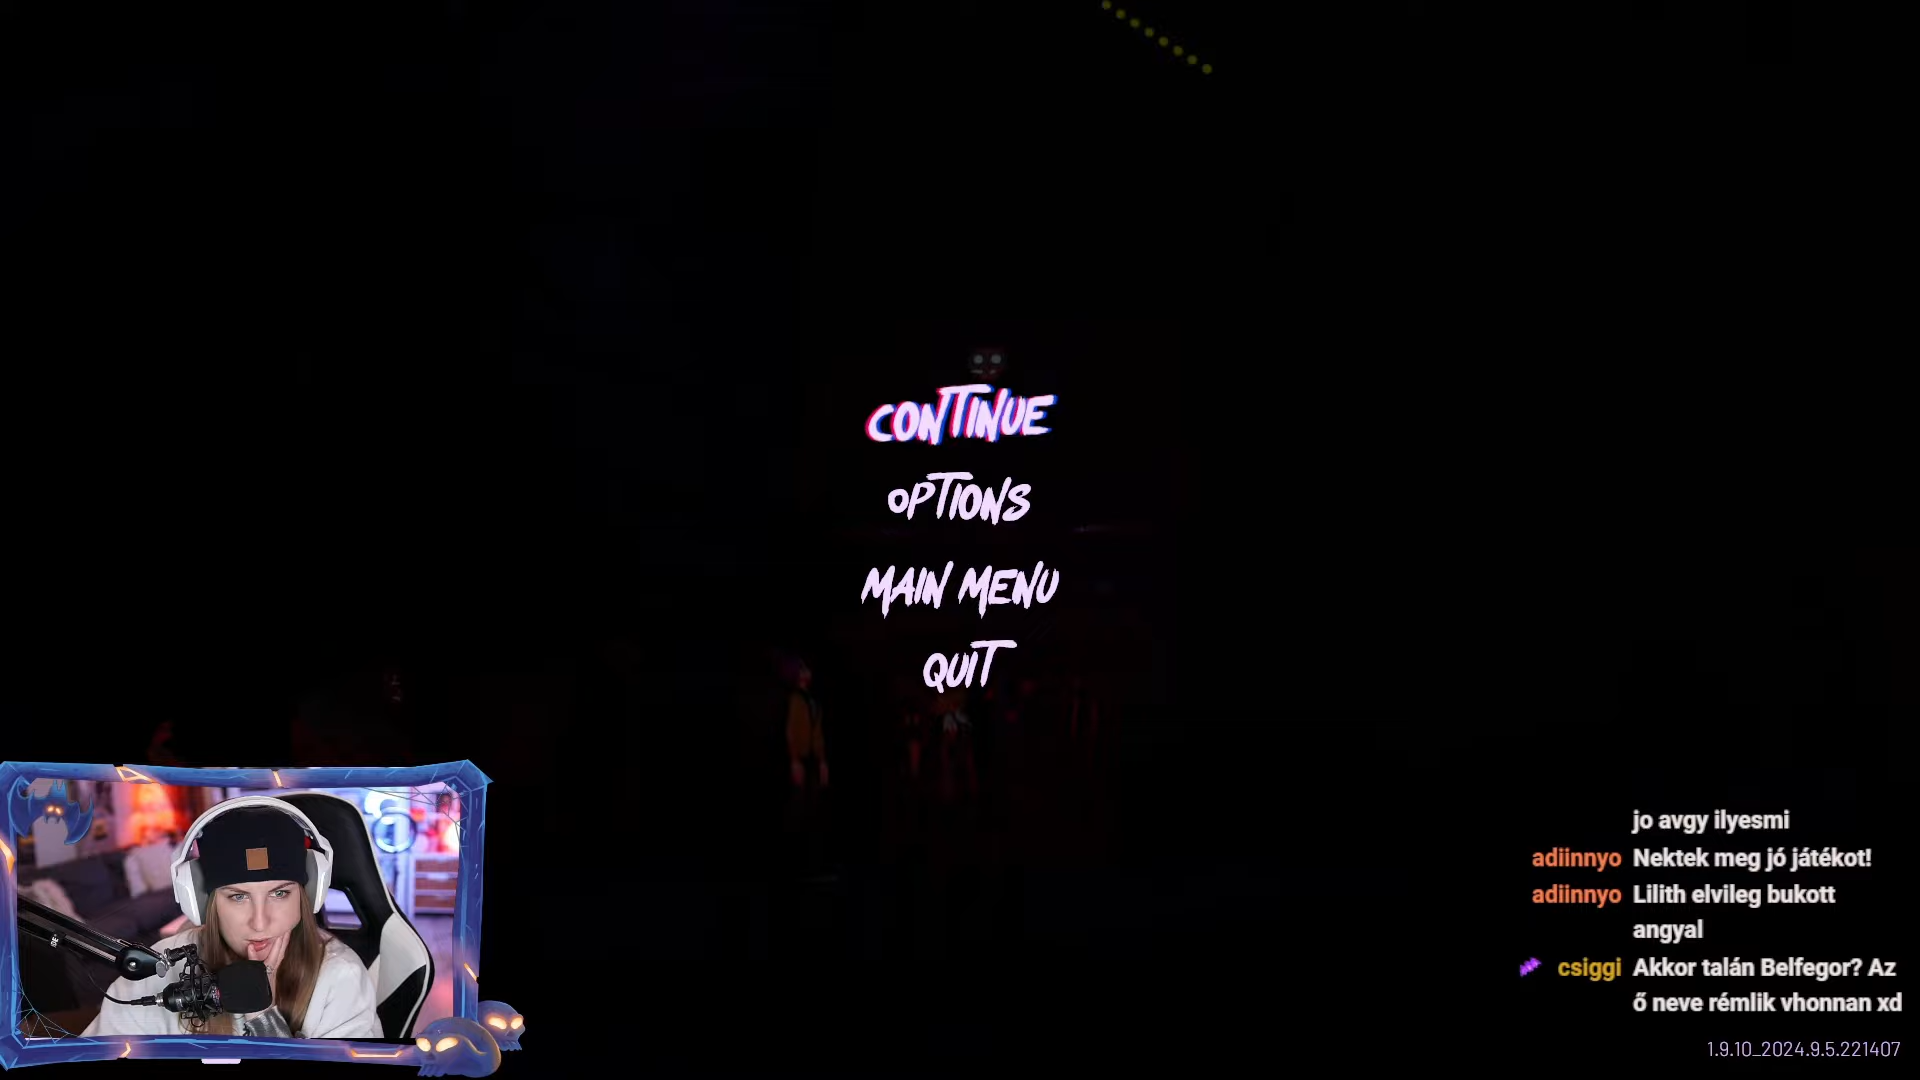 CONTINUE
OPTIONS
MAIN MENU
QUIT
jo avgy ilyesmi
adiinnyo Nektek meg jó játékot!
adiinnyo Lilith elvileg bukott
angyal
csiggi Akkor talán Belfegor? Az
ő neve rémlik vhonnan xd
1.9.10_2024.9.5.221407